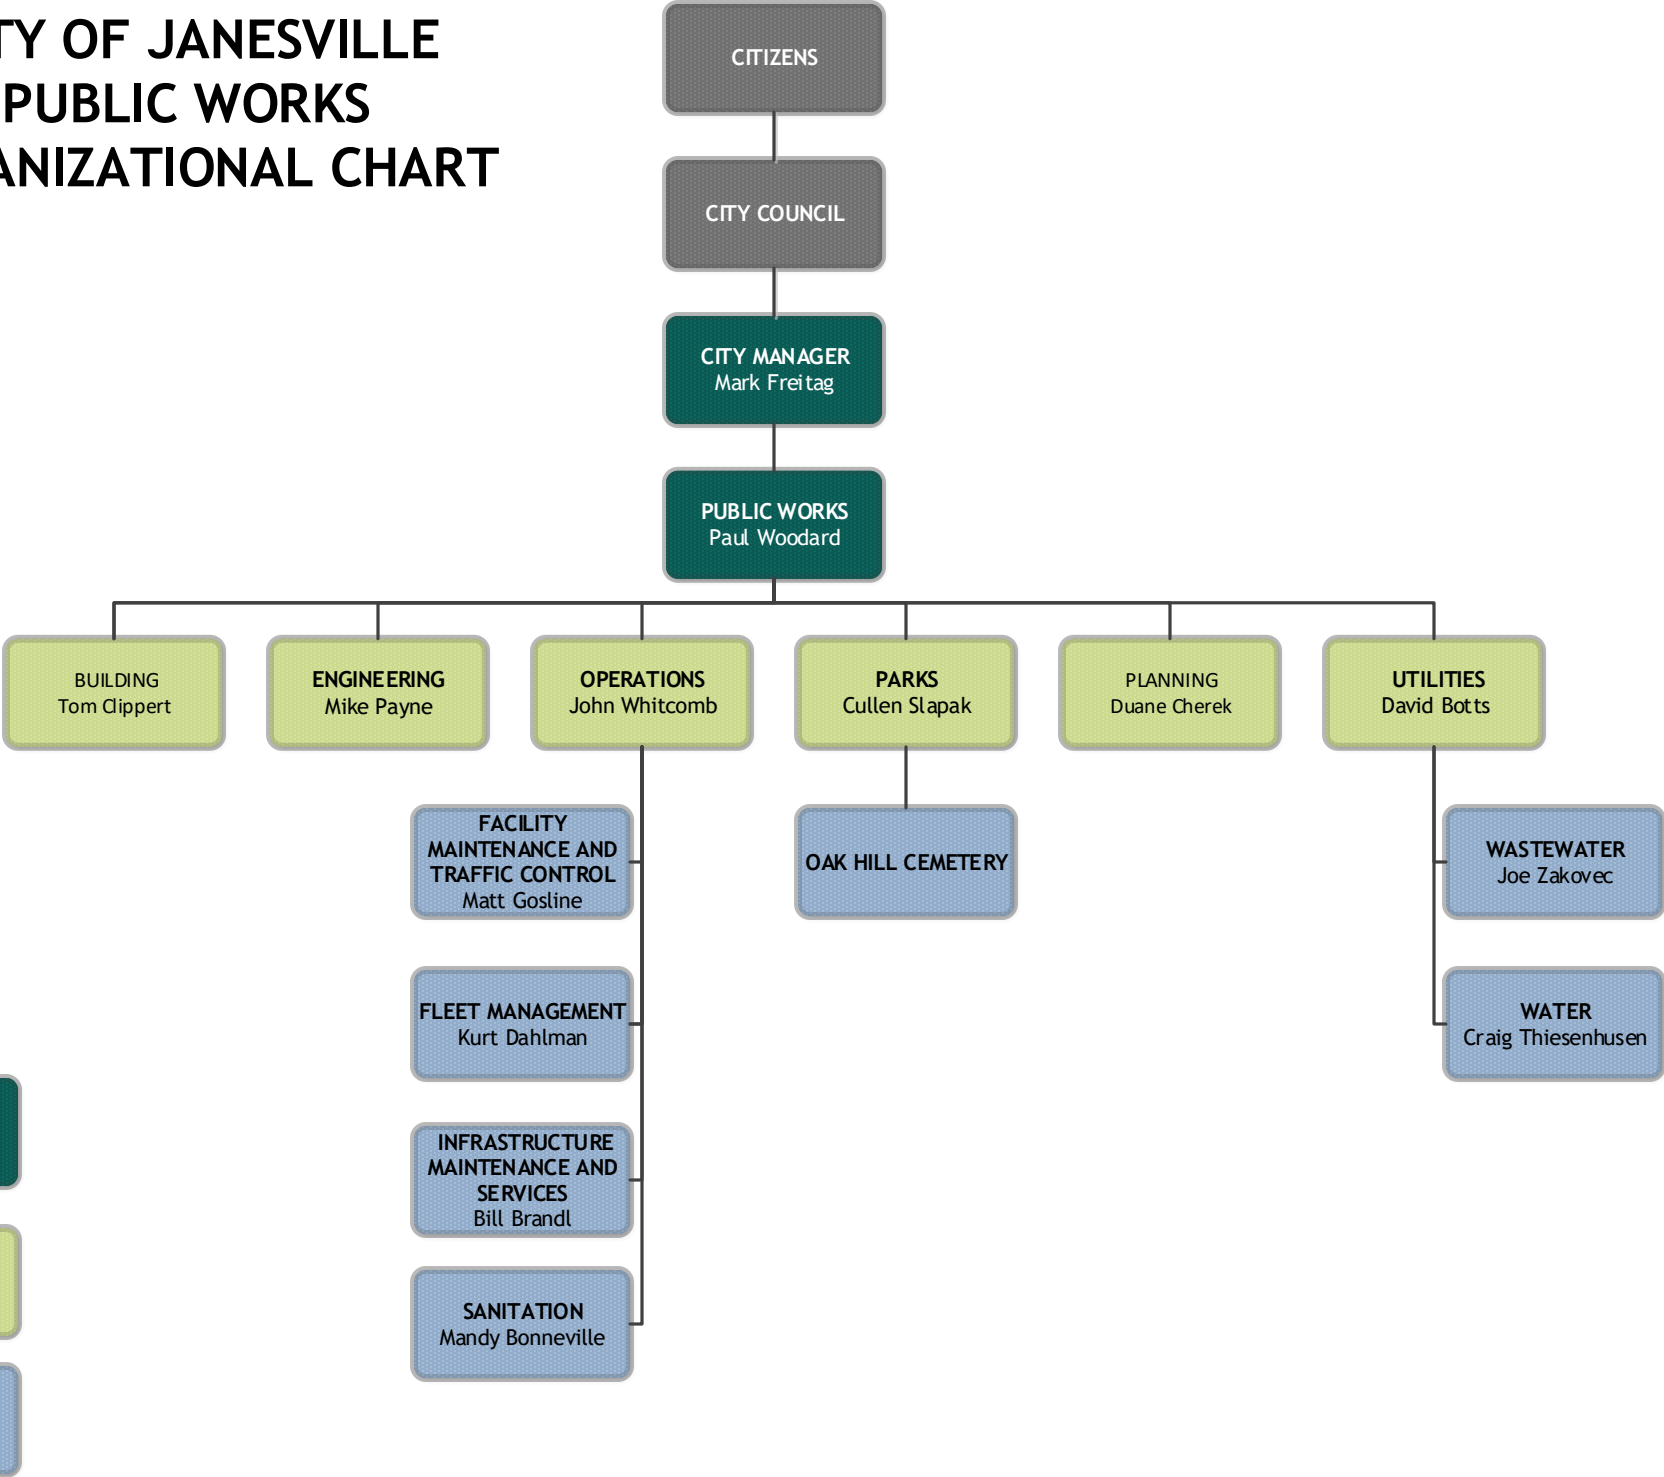 TY OF JANESVILLE
PUBLIC WORKS
ANIZATIONAL CHART
CITIZENS
CITY COUNCIL
CITY MANAGER
Mark Freitag
PUBLIC WORKS
Paul Woodard
BUILDING
Tom Clippert
ENGINEERING
Mike Payne
OPERATIONS
John Whitcomb
PARKS
Cullen Slapak
PLANNING
Duane Cherek
UTILITIES
David Botts
FACILITY
MAINTENANCE AND
TRAFFIC CONTROL
Matt Gosline
OAK HILL CEMETERY
WASTEWATER
Joe Zakovec
FLEET MANAGEMENT
Kurt Dahlman
WATER
Craig Thiesenhusen
INFRASTRUCTURE
MAINTENANCE AND
SERVICES
Bill Brandl
SANITATION
Mandy Bonneville